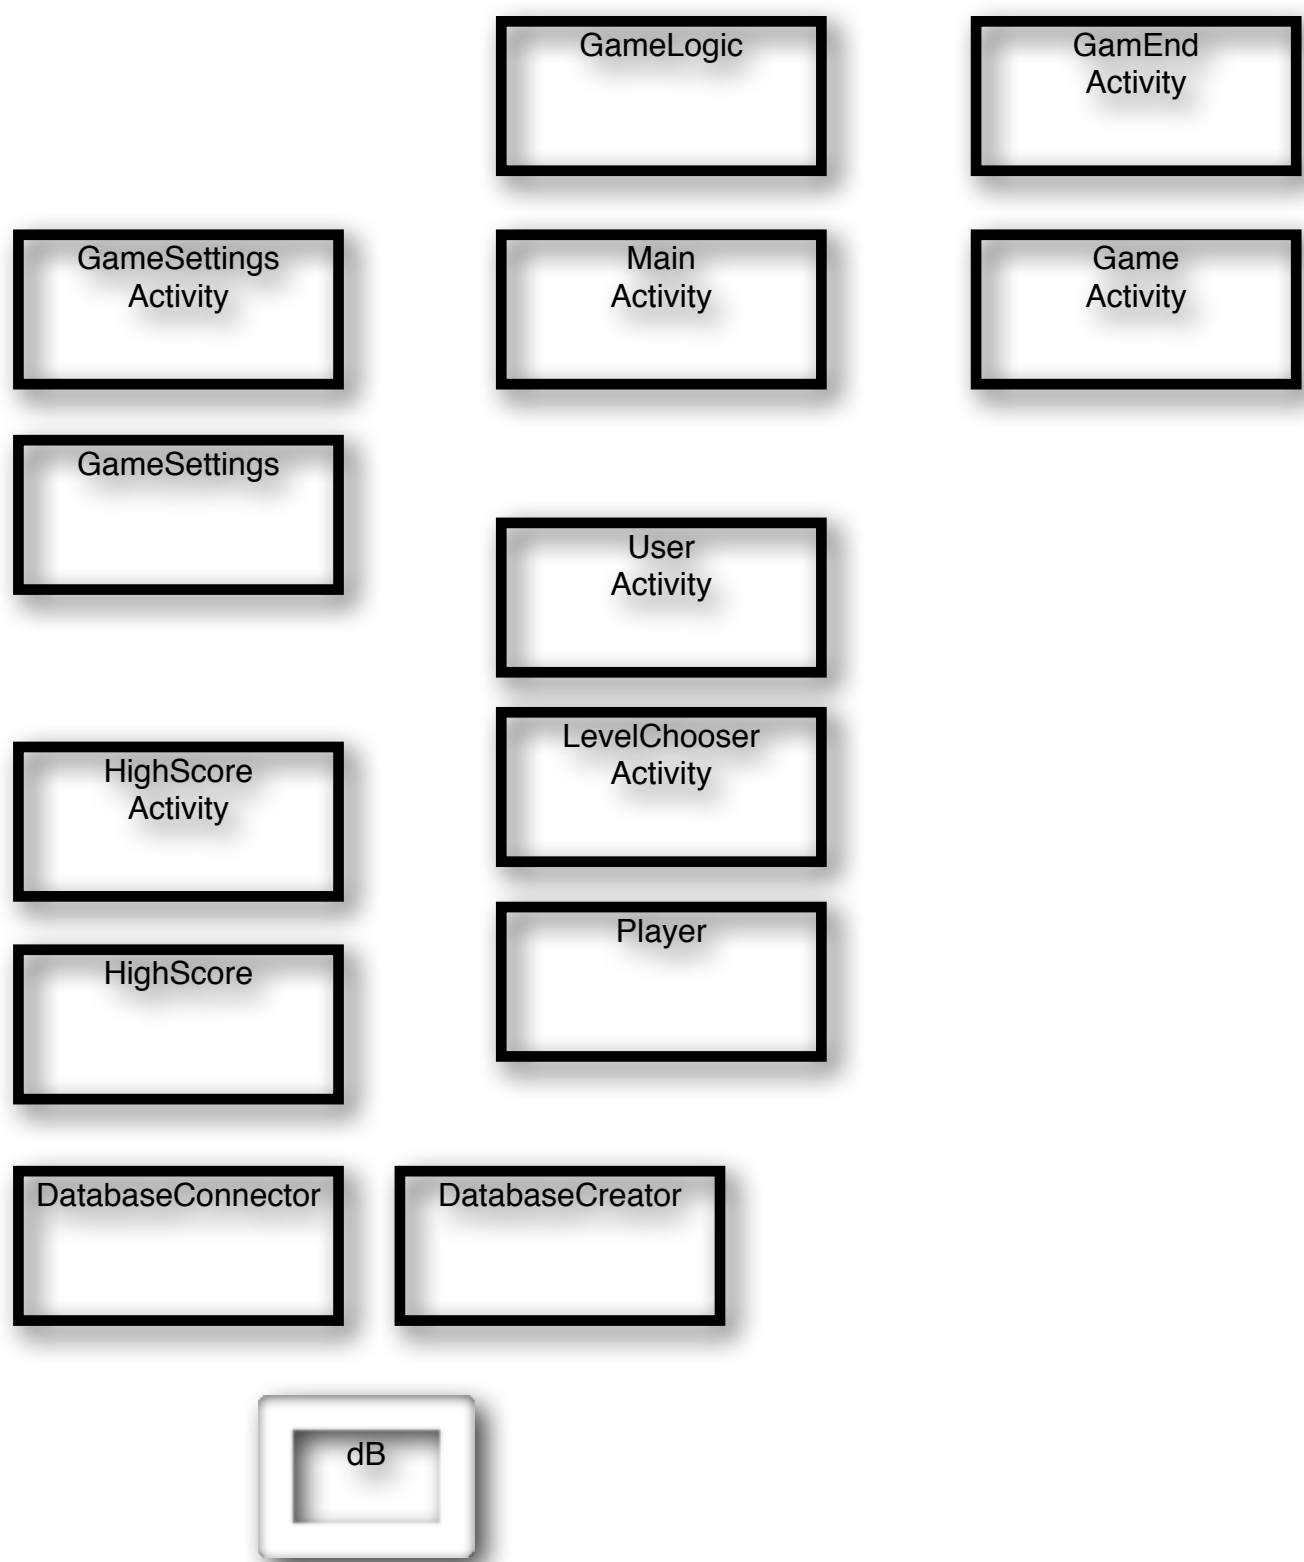 GameLogic
GamEnd
Activity
GameSettings
Activity
Main
Activity
Game
Activity
GameSettings
User
Activity
LevelChooser
Activity
HighScore
Activity
Player
HighScore
DatabaseConnector
DatabaseCreator
dB